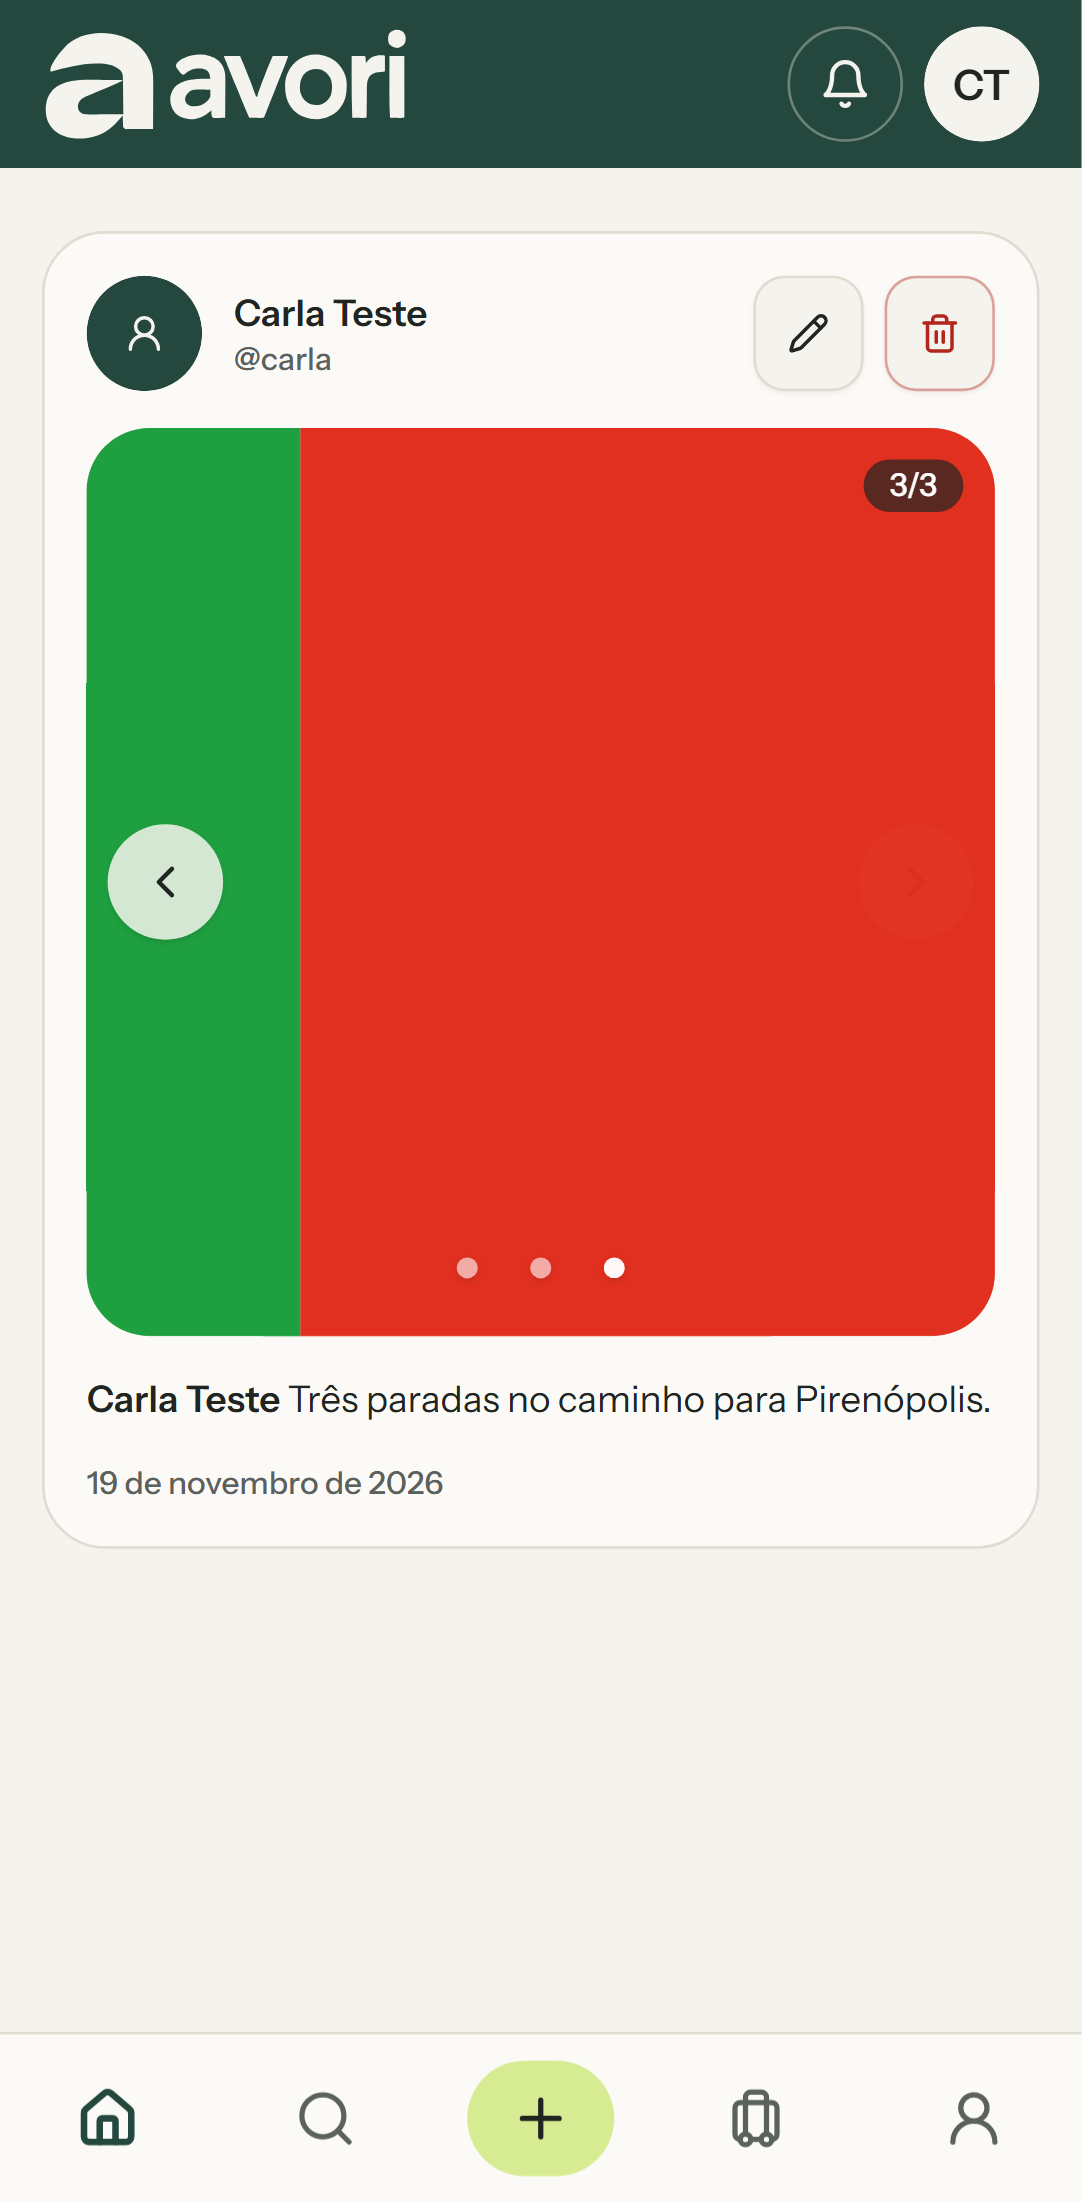 a avori
CT
Carla Teste
@carla
3/3
Carla Teste Três paradas no caminho para Pirenópolis.
19 de novembro de 2026